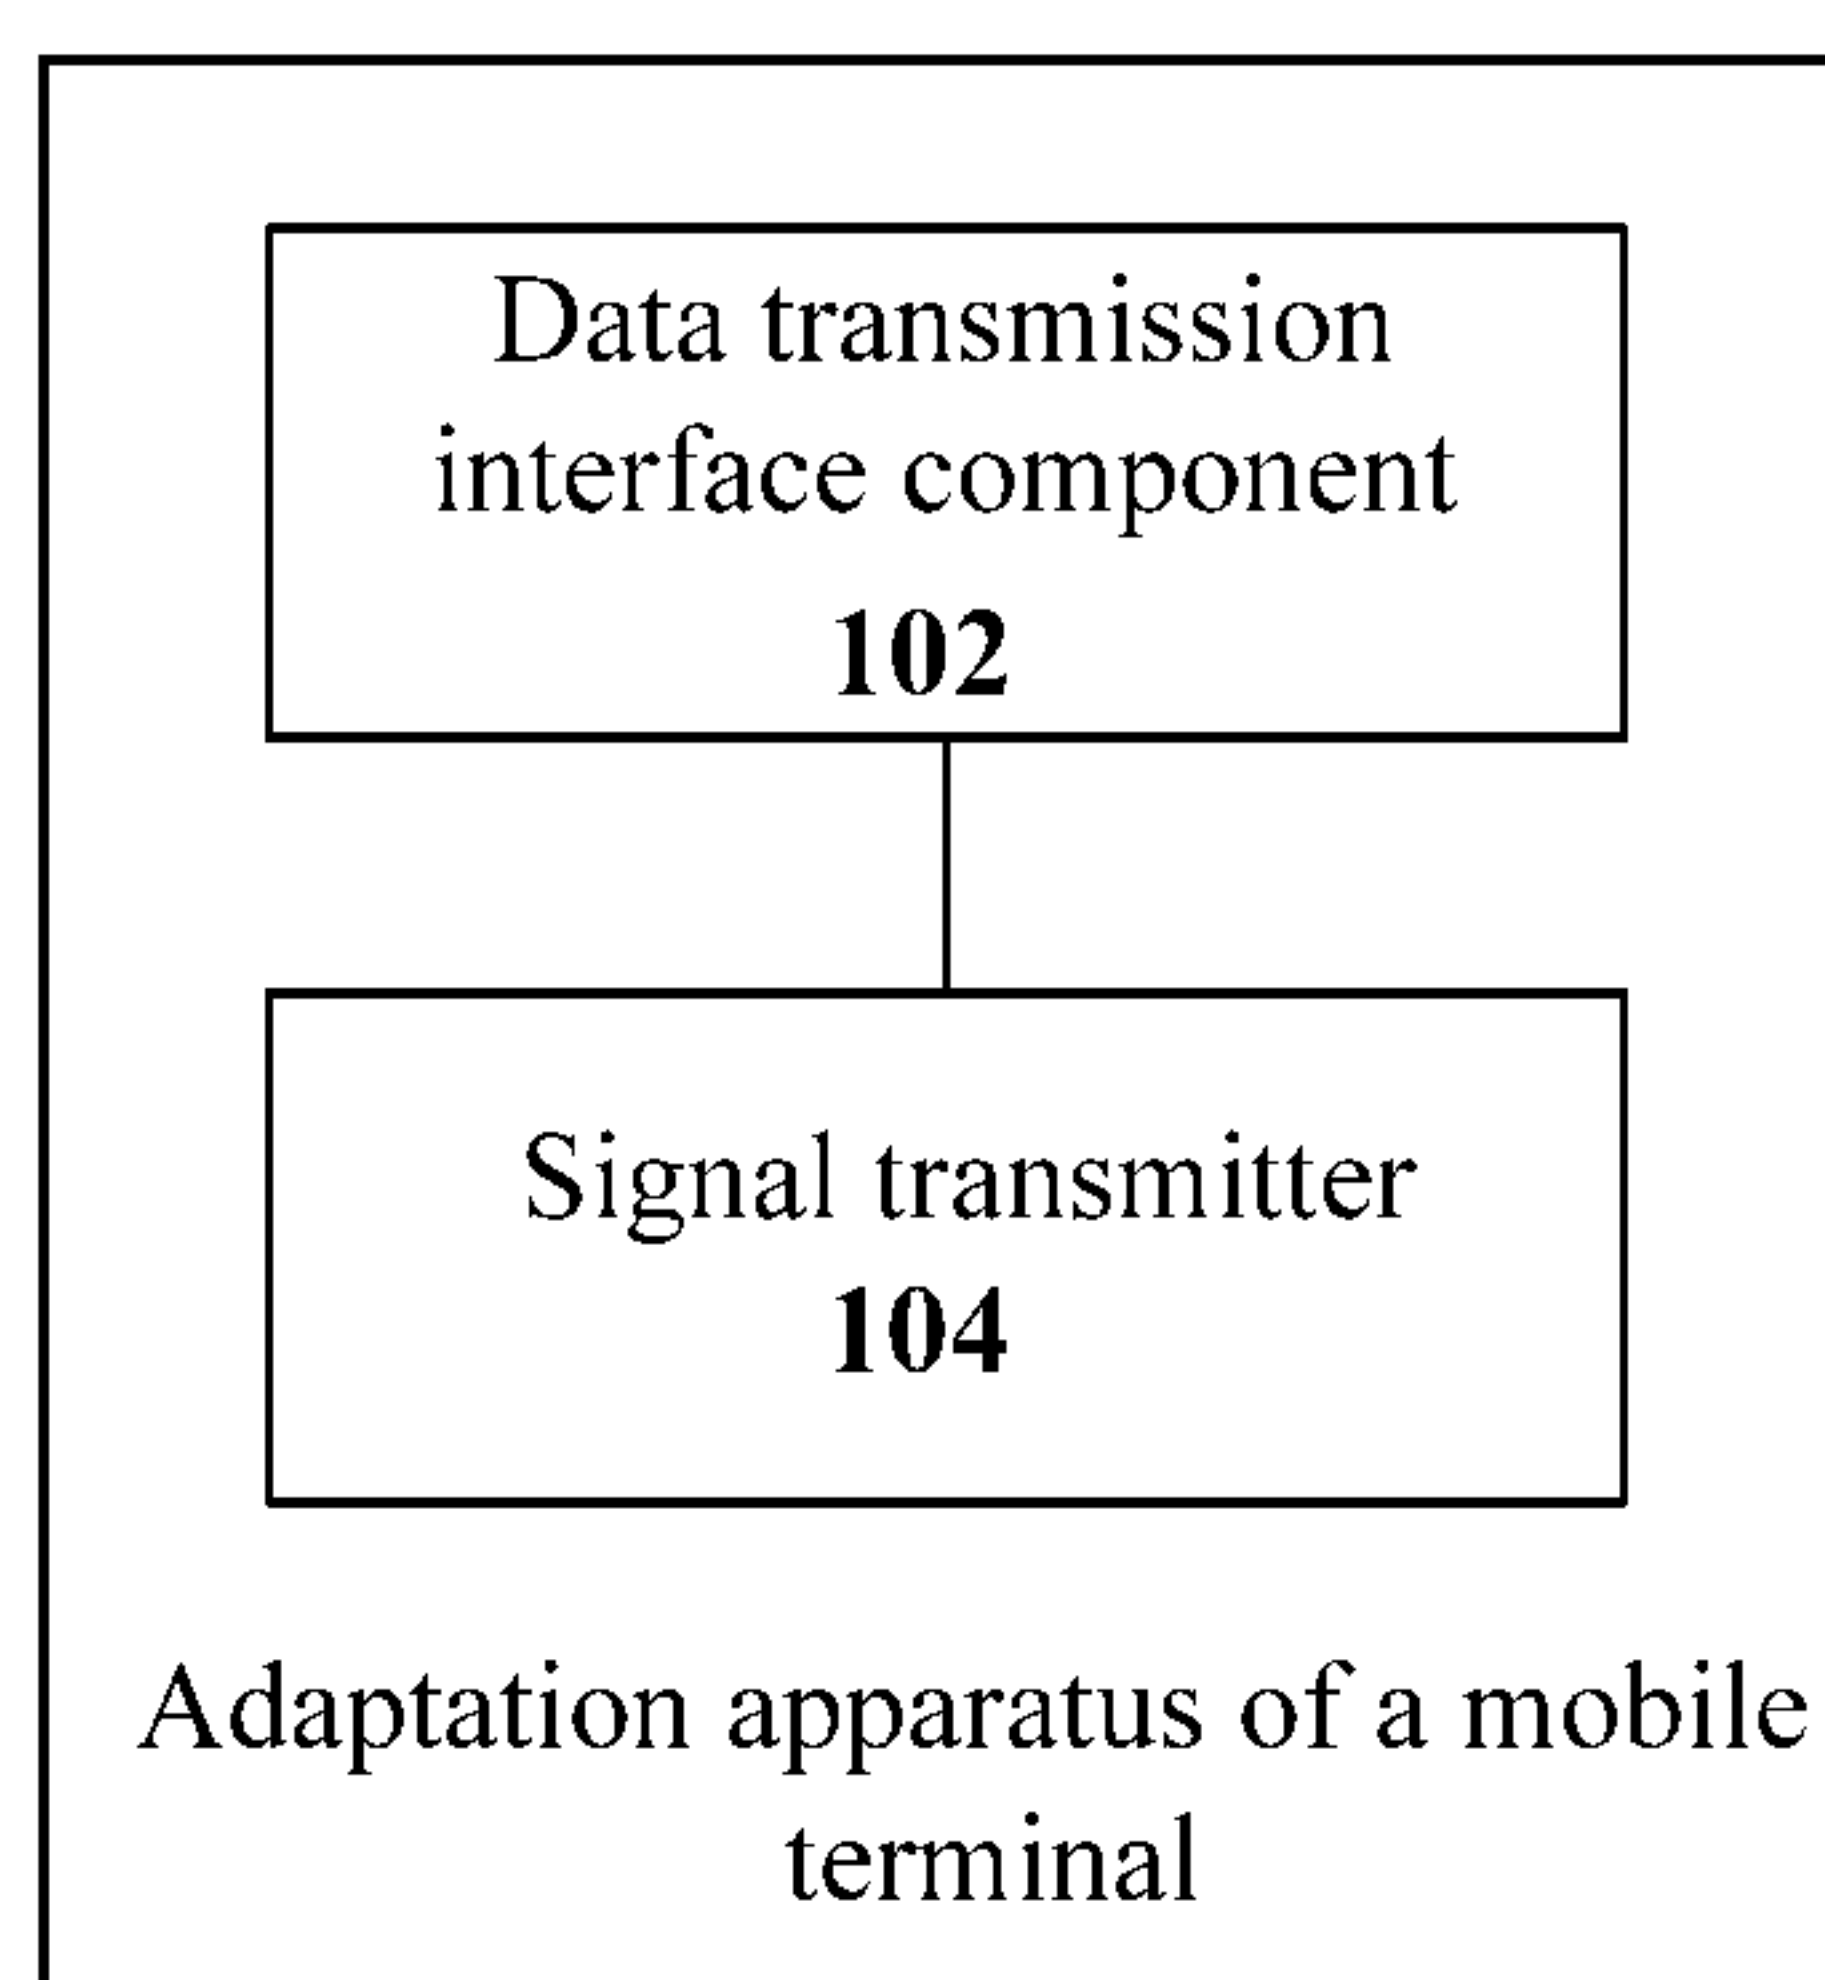 Data transmission
interface component
102
Signal transmitter
104
Adaptation apparatus of a mobile
terminal